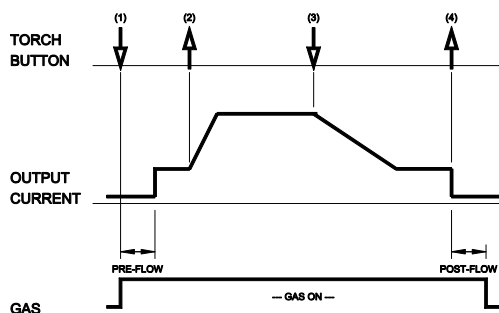 (1) (2) (3) (4)
TORCH
BUTTON
OUTPUT
CURRENT
PRE-FLOW POST-FLOW
— GAS ON —
GAS